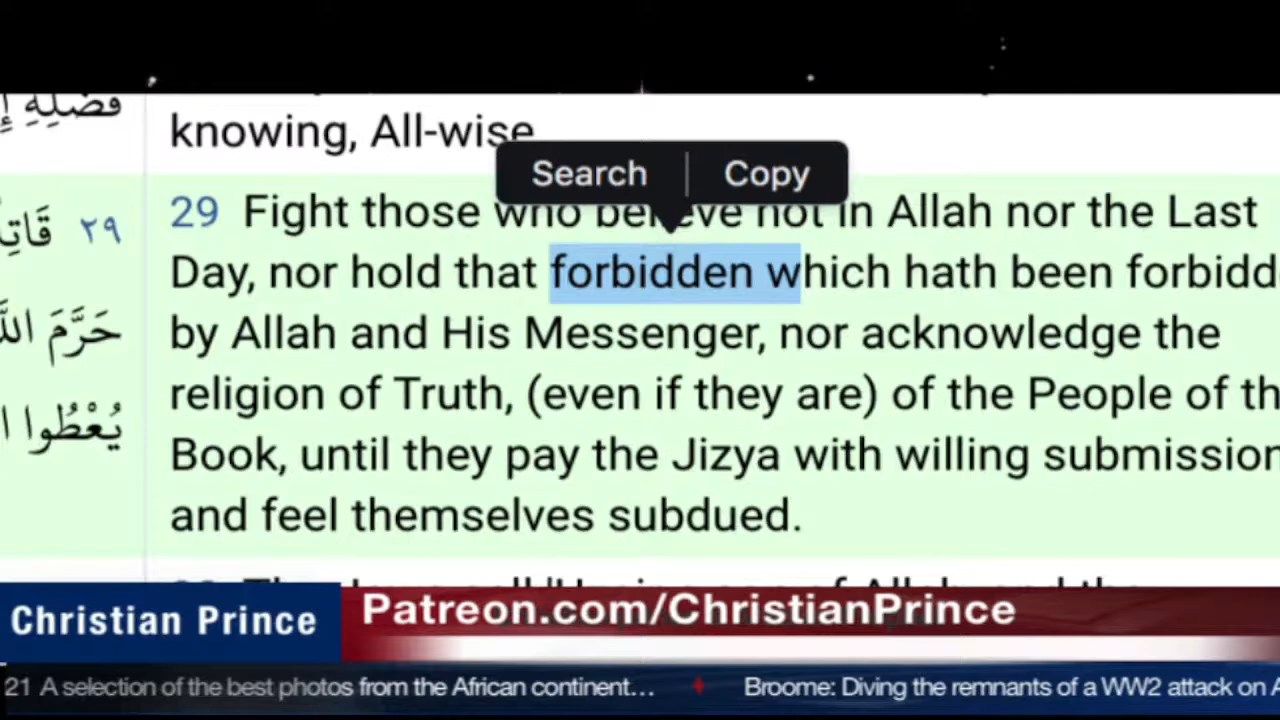 فَضْلِهِ
knowing, All-wise
Search Copy
29 Fight those who believe not in Allah nor the Last
٢٩
Day, nor hold that forbidden which hath been
حَرَّمَ
by Allah and His Messenger, nor acknowledge the
religion of Truth, (even if they are) of the People of
يُعْطُوا
Book, until they pay the Jizya with willing submission
and feel themselves subdued.
Christian Prince
Patreon.com/ChristianPrince
21 A selection of the best photos from the African continent...
Broome: Diving the remnants of a WW2 attack on